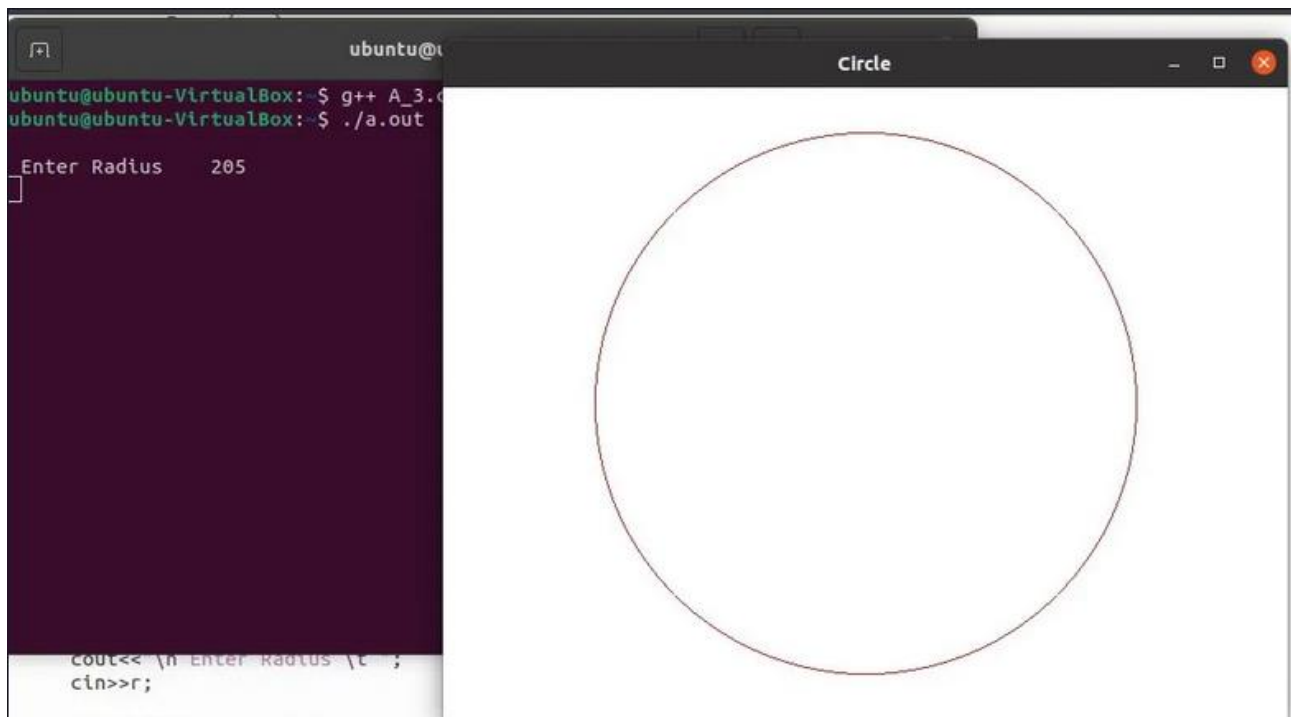 ubuntu@u
Circle
ubuntu@ubuntu-VirtualBox:~$ g++ A_3.
ubuntu@ubuntu-VirtualBox:~$ ./a.out
Enter Radius 205
cout<< \n Enter Radius \t ;
cin>>r;